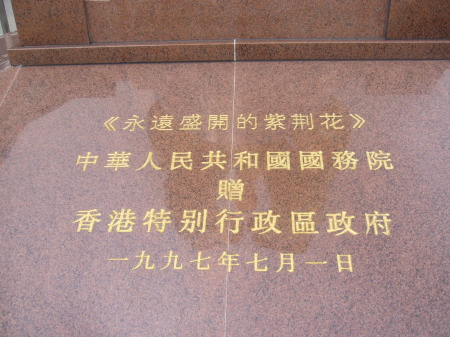 《永遠盛開的紫荆花》
中華人民共和國國務院
贈
香港特别行政區政府
一九九七年七月一日